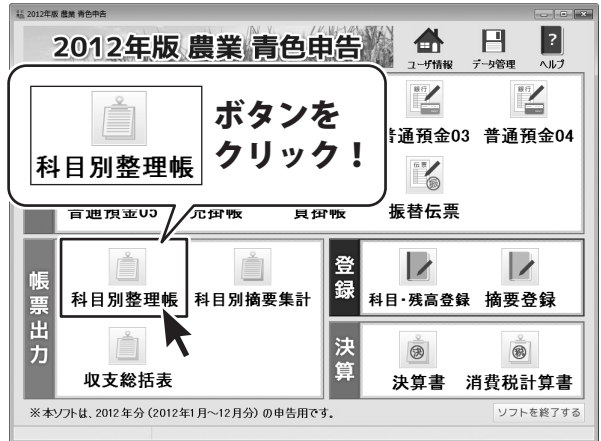 2012年版 農業 青色申告
2012年版 農業 青色申告
ユーザ情報 データ管理 ヘルプ
科目別整理帳
ボタンを
クリック!
普通預金03 普通預金04
普通預金05 売掛帳 買掛帳 振替伝票
帳票出力
科目別整理帳 科目別摘要集計
収支総括表
登録
科目・残高登録 摘要登録
決算
決算書 消費税計算書
※本ソフトは、2012年分(2012年1月～12月分)の申告用です。
ソフトを終了する